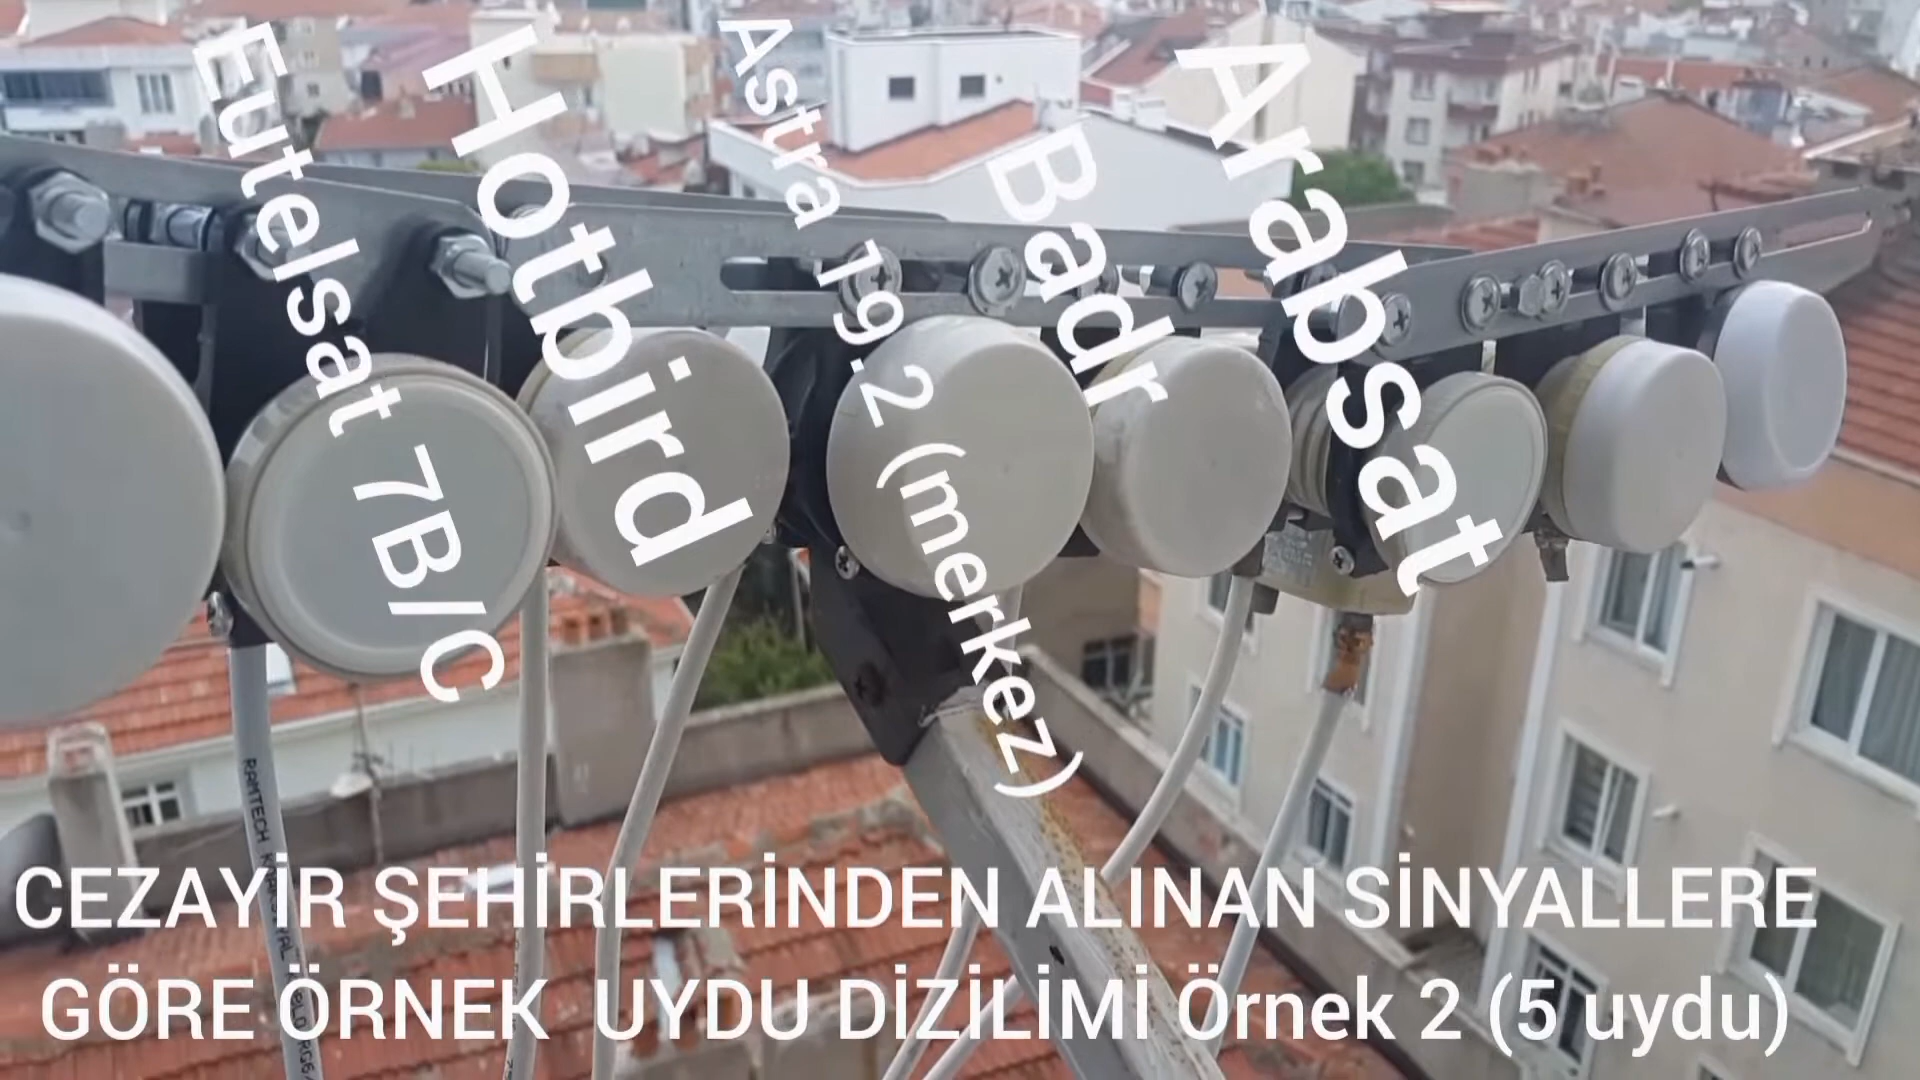 Eutelsat 7B/C
Hotbird
Astra 19.2 (merkez)
Badr
Arabsat
RAMTECH
CEZAYİR ŞEHİRLERİNDEN ALINAN SİNYALLERE
GÖRE ÖRNEK UYDU DİZİLİMİ Örnek 2 (5 uydu)